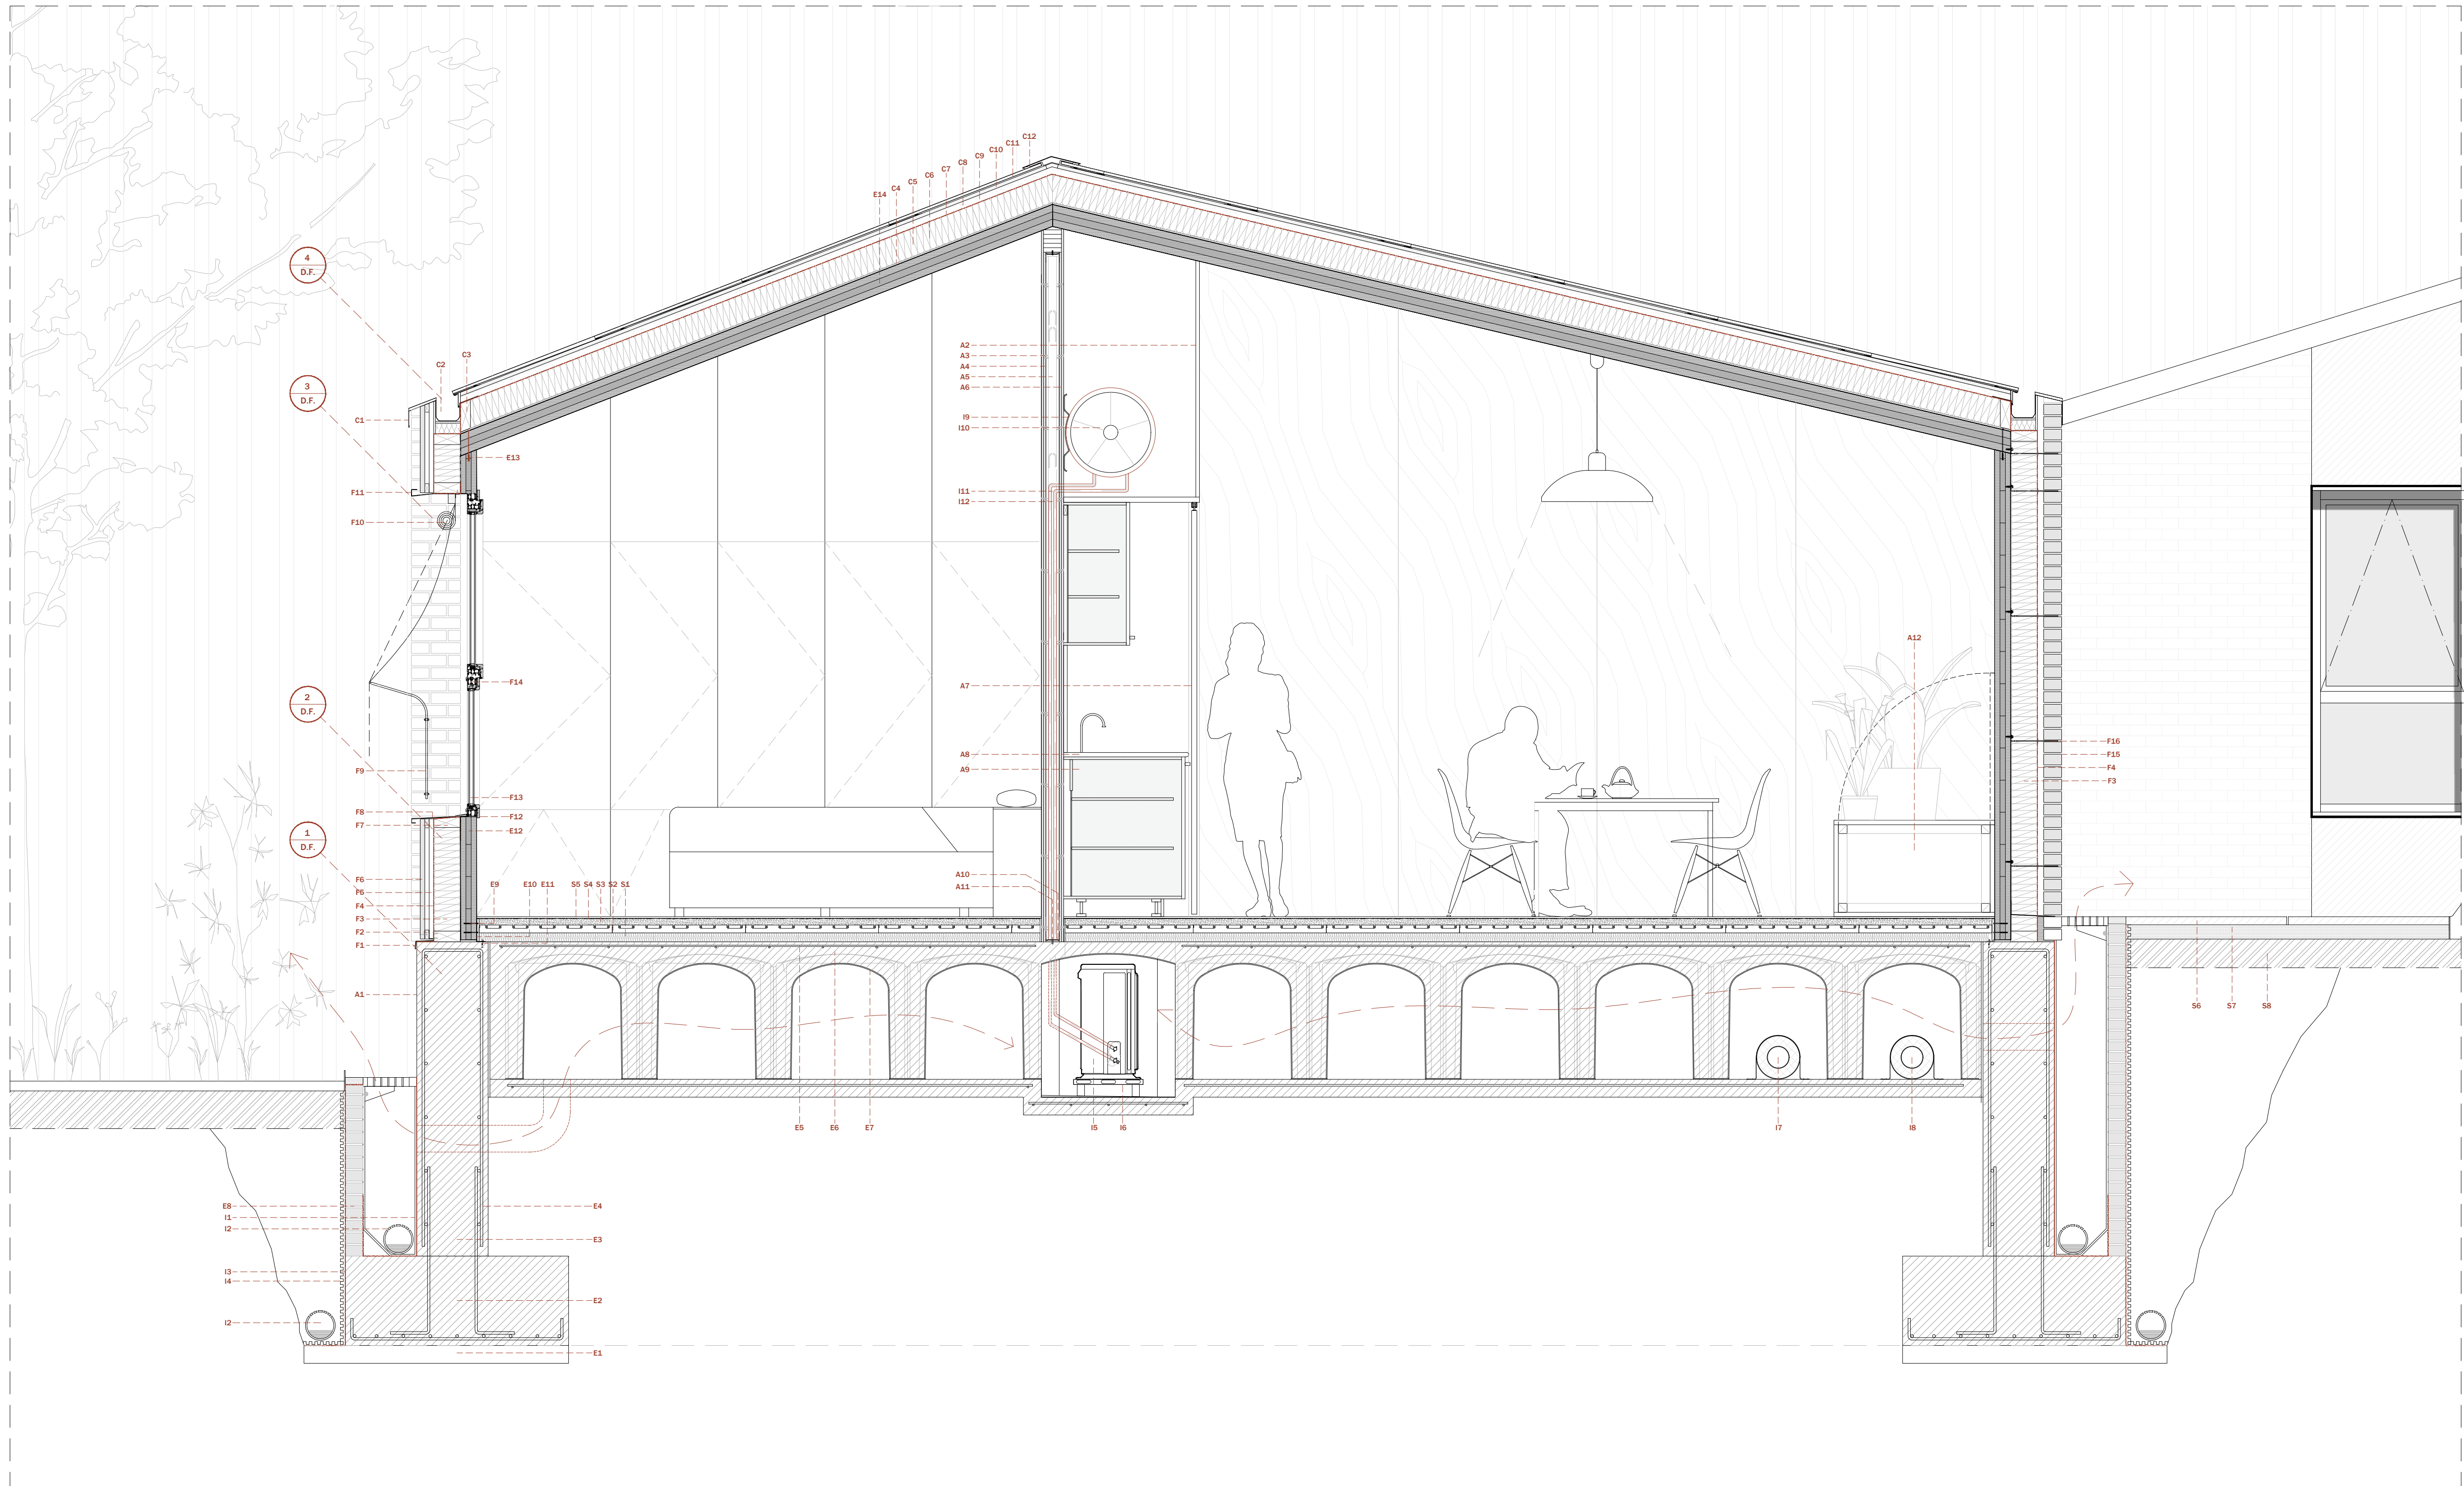 C12
C11
C10
C9
C8
C7
C6
C5
C4
E14
4
D.F.
A2
A3
C3
C2
A4
A5
3
D.F.
A6
C1
I9
I10
E13
F11
I11
I12
F10
A12
F14
A7
2
D.F.
F16
A8
F15
F4
A9
F9
F3
F13
F8
F12
F7
E12
1
D.F.
A10
F6
E9 E10 E11 S5 S4 S3 S2 S1
A11
F6
F4
F3
F2
F1
A1
S6 S7 S8
E5 E6 E7
I5 I6
I7
I8
E8
E4
I1
I2
E3
I3
I4
E2
I2
E1